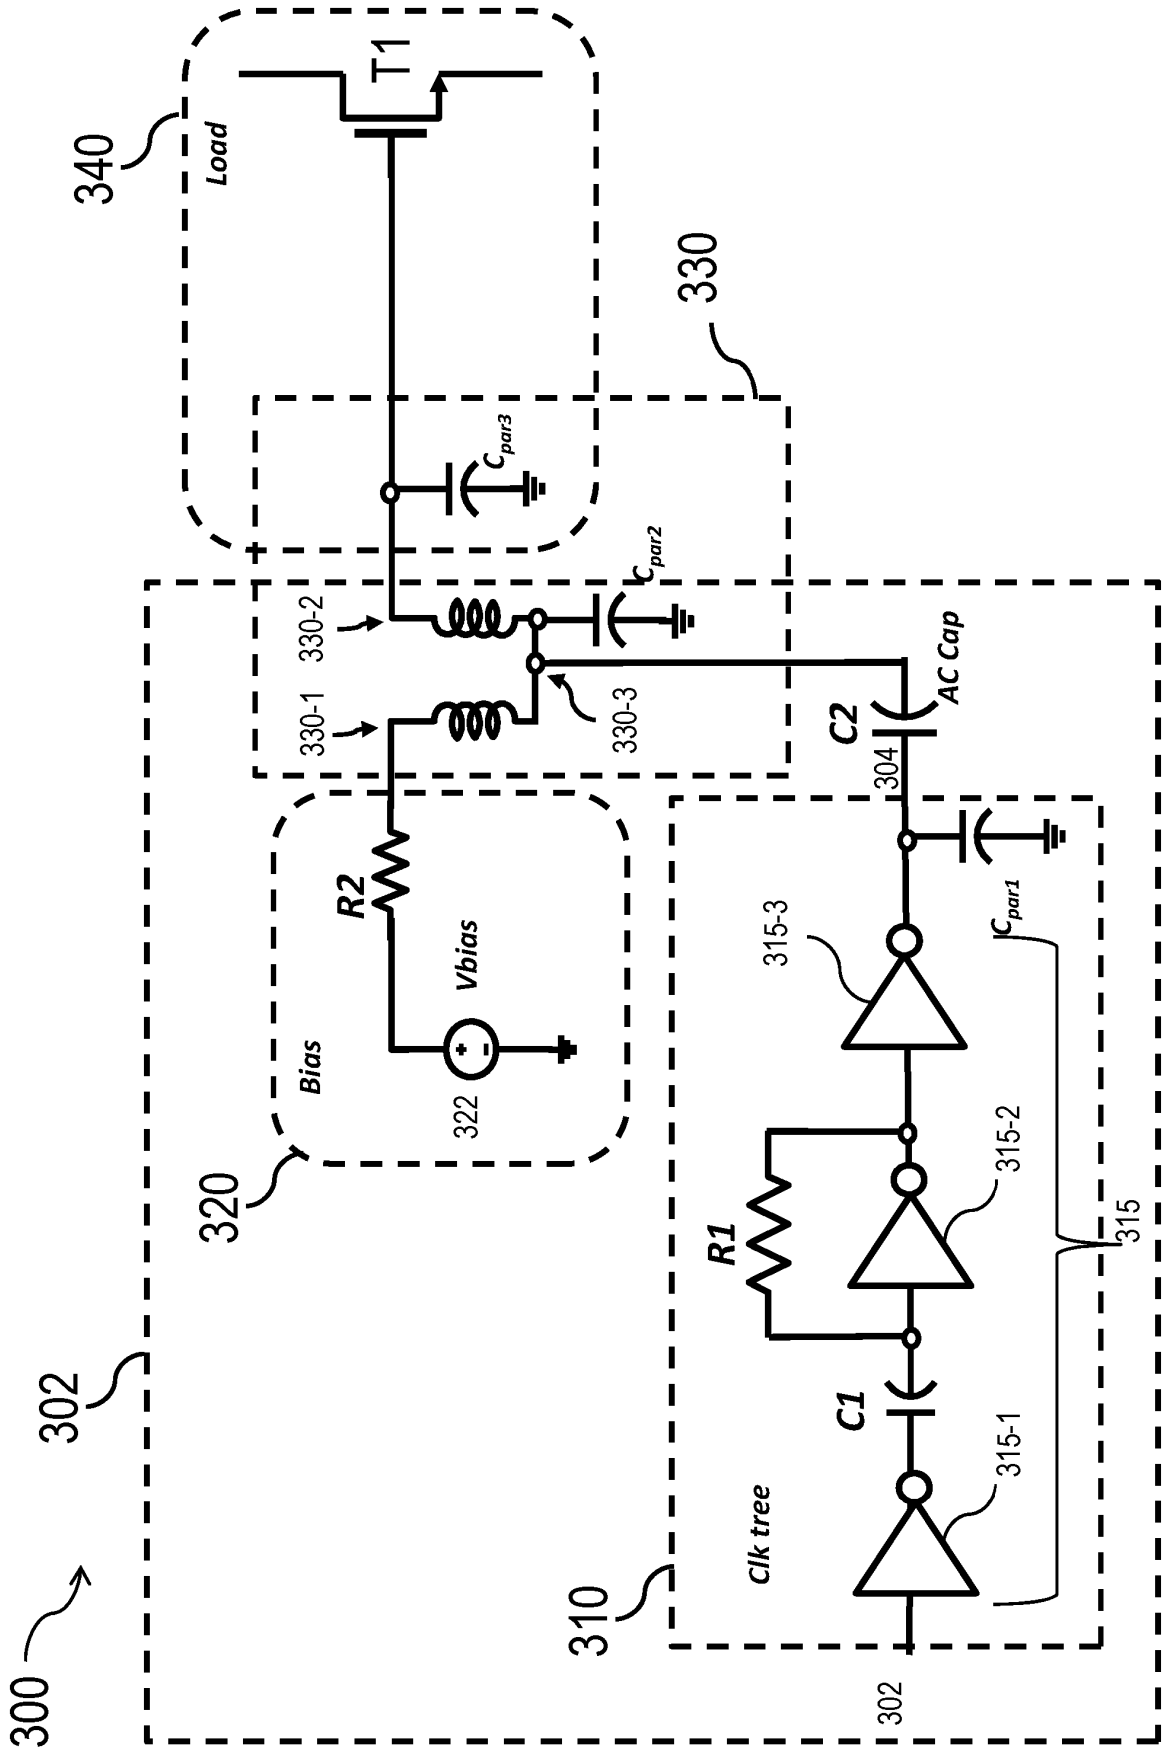 300
302
340
Load
T1
320
Bias
R2
Vbias
322
330-1
330-2
330-3
330
Cpar3
Cpar2
310
Clk tree
R1
C1
C2
304
AC Cap
Cpar1
302
315-1
315-2
315-3
315